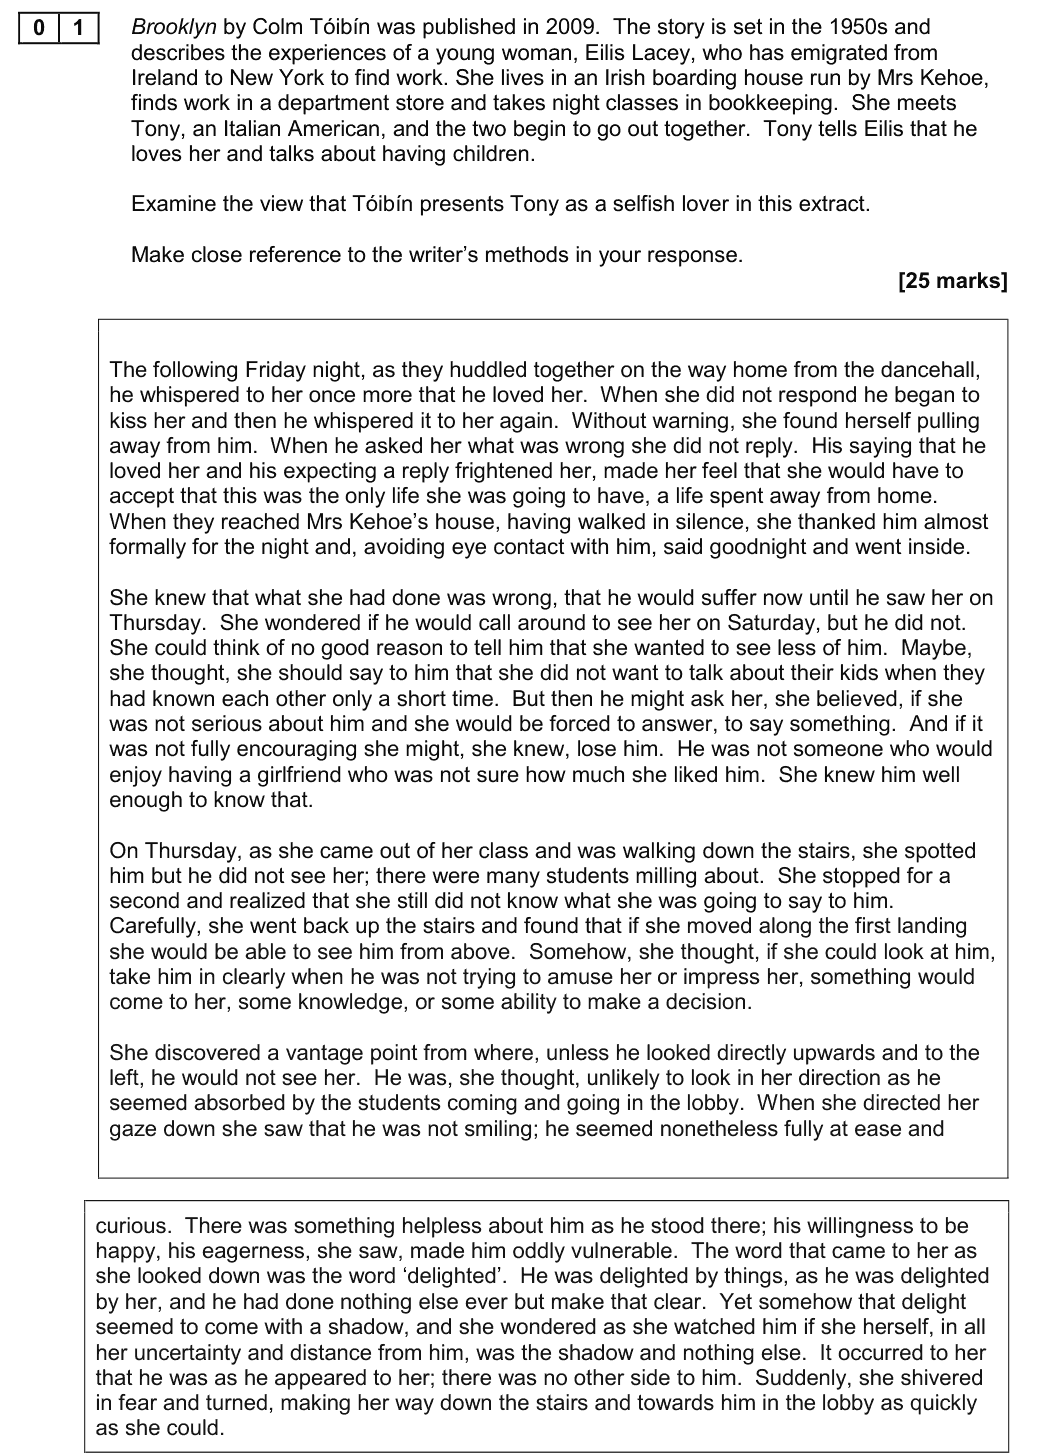 0 1 Brooklyn by Colm Tóibín was published in 2009. The story is set in the 1950s and
describes the experiences of a young woman, Eilis Lacey, who has emigrated from
Ireland to New York to find work. She lives in an Irish boarding house run by Mrs Kehoe,
finds work in a department store and takes night classes in bookkeeping. She meets
Tony, an Italian American, and the two begin to go out together. Tony tells Eilis that he
loves her and talks about having children.
Examine the view that Tóibín presents Tony as a selfish lover in this extract.
Make close reference to the writer’s methods in your response.
[25 marks]
The following Friday night, as they huddled together on the way home from the dancehall,
he whispered to her once more that he loved her. When she did not respond he began to
kiss her and then he whispered it to her again. Without warning, she found herself pulling
away from him. When he asked her what was wrong she did not reply. His saying that he
loved her and his expecting a reply frightened her, made her feel that she would have to
accept that this was the only life she was going to have, a life spent away from home.
When they reached Mrs Kehoe’s house, having walked in silence, she thanked him almost
formally for the night and, avoiding eye contact with him, said goodnight and went inside.
She knew that what she had done was wrong, that he would suffer now until he saw her on
Thursday. She wondered if he would call around to see her on Saturday, but he did not.
She could think of no good reason to tell him that she wanted to see less of him. Maybe,
she thought, she should say to him that she did not want to talk about their kids when they
had known each other only a short time. But then he might ask her, she believed, if she
was not serious about him and she would be forced to answer, to say something. And if it
was not fully encouraging she might, she knew, lose him. He was not someone who would
enjoy having a girlfriend who was not sure how much she liked him. She knew him well
enough to know that.
On Thursday, as she came out of her class and was walking down the stairs, she spotted
him but he did not see her; there were many students milling about. She stopped for a
second and realized that she still did not know what she was going to say to him.
Carefully, she went back up the stairs and found that if she moved along the first landing
she would be able to see him from above. Somehow, she thought, if she could look at him,
take him in clearly when he was not trying to amuse her or impress her, something would
come to her, some knowledge, or some ability to make a decision.
She discovered a vantage point from where, unless he looked directly upwards and to the
left, he would not see her. He was, she thought, unlikely to look in her direction as he
seemed absorbed by the students coming and going in the lobby. When she directed her
gaze down she saw that he was not smiling; he seemed nonetheless fully at ease and
curious. There was something helpless about him as he stood there; his willingness to be
happy, his eagerness, she saw, made him oddly vulnerable. The word that came to her as
she looked down was the word ‘delighted’. He was delighted by things, as he was delighted
by her, and he had done nothing else ever but make that clear. Yet somehow that delight
seemed to come with a shadow, and she wondered as she watched him if she herself, in all
her uncertainty and distance from him, was the shadow and nothing else. It occurred to her
that he was as he appeared to her; there was no other side to him. Suddenly, she shivered
in fear and turned, making her way down the stairs and towards him in the lobby as quickly
as she could.